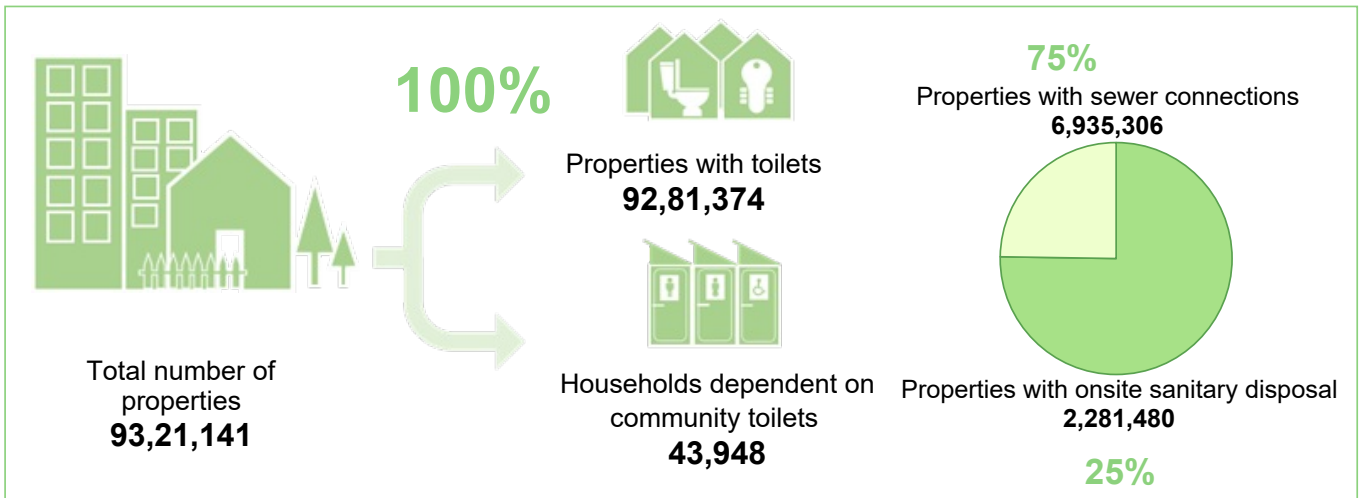 100%
Total number of
properties
93,21,141
Properties with toilets
92,81,374
Households dependent on
community toilets
43,948
75%
Properties with sewer connections
6,935,306
Properties with onsite sanitary disposal
2,281,480
25%